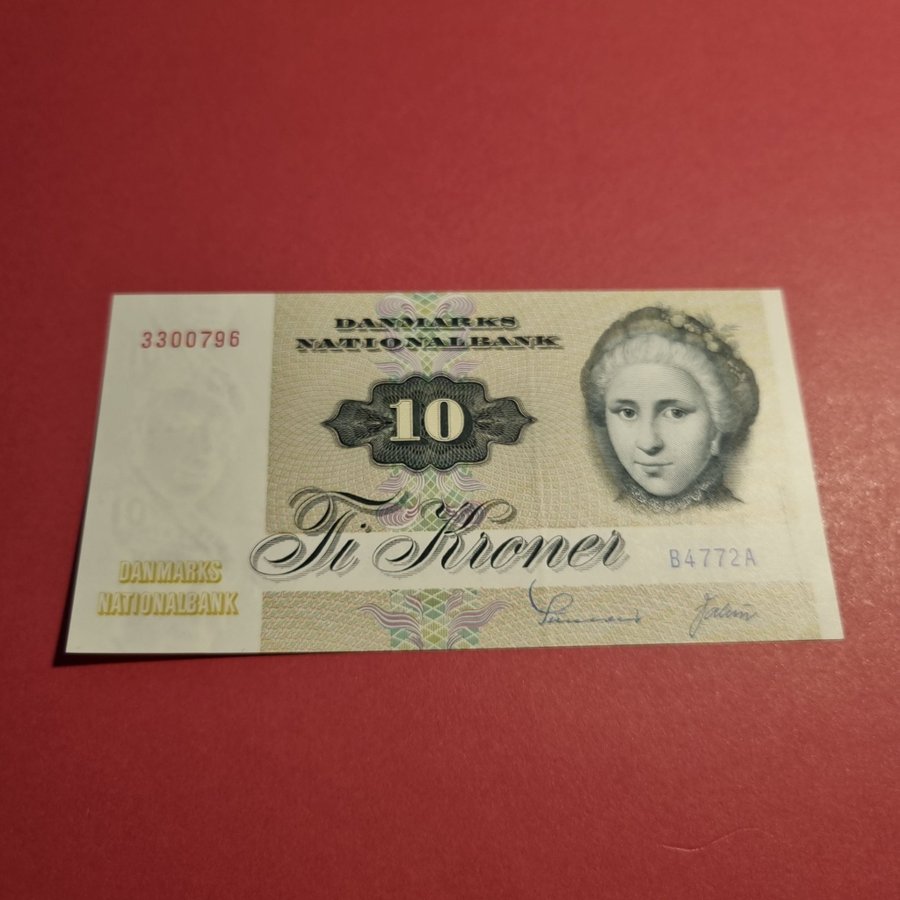 3300796
DANMARKS
NATIONALBANK
10
Ti Kroner
B4772A
DANMARKS
NATIONALBANK